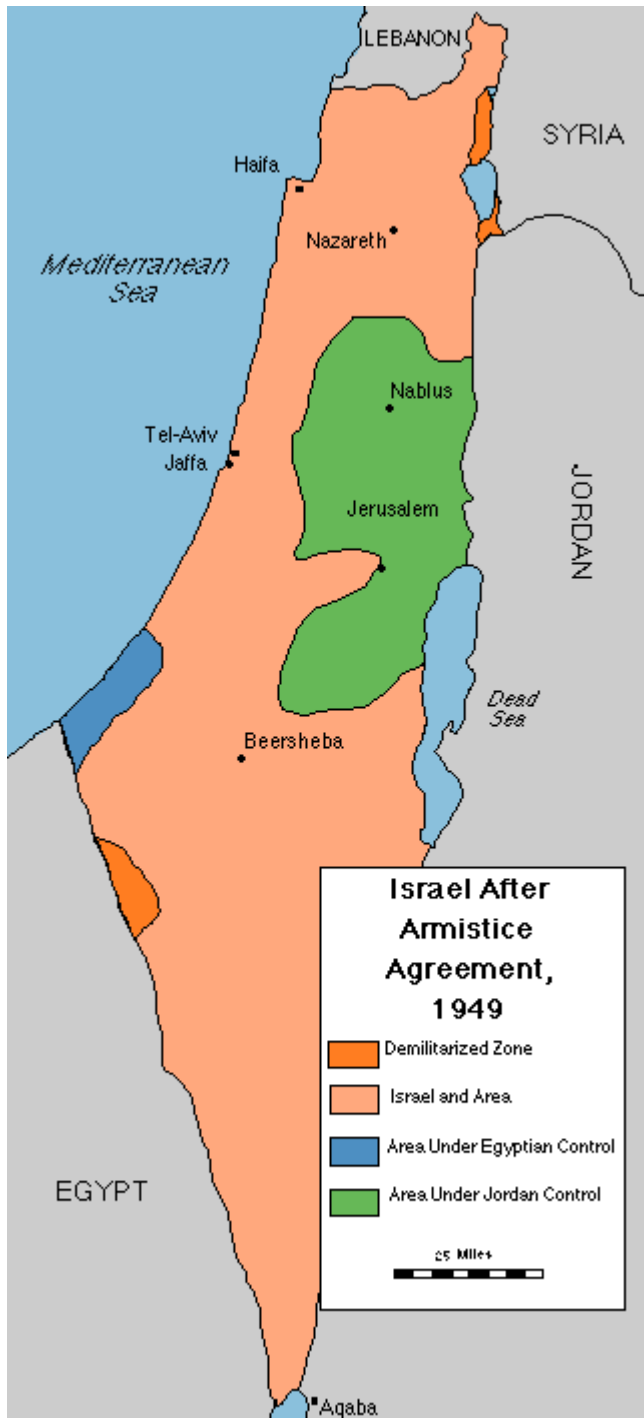 LEBANON
SYRIA
Haifa
Nazareth
Mediterranean
Sea
Nablus
Tel-Aviv
Jaffa
JORDAN
Jerusalem
Dead
Sea
Beersheba
Israel After
Armistice
Agreement,
1949
Demilitarized Zone
Israel and Area
Area Under Egyptian Control
Area Under Jordan Control
25 Miles
EGYPT
Aqaba